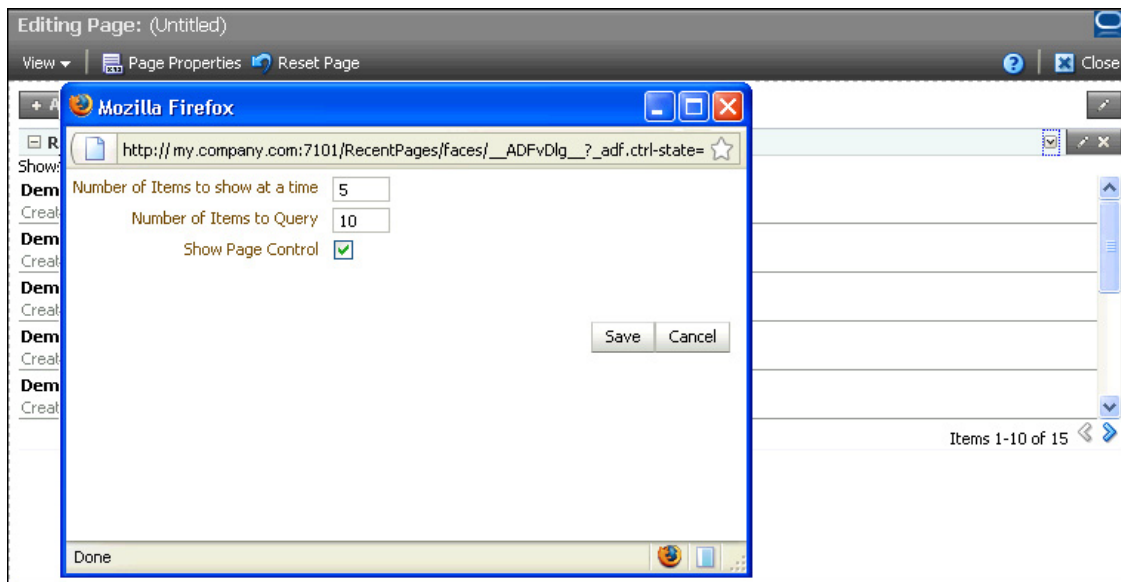 Editing Page: (Untitled)
View Page Properties Reset Page Close
Mozilla Firefox
http://my.company.com:7101/RecentPages/faces/__ADFvDlg__?_adf.ctrl-state=
Show:
Number of Items to show at a time 5
Number of Items to Query 10
Show Page Control
Dem
Creat
Dem
Creat
Dem
Creat
Dem
Creat
Dem
Creat
Save Cancel
Items 1-10 of 15
Done